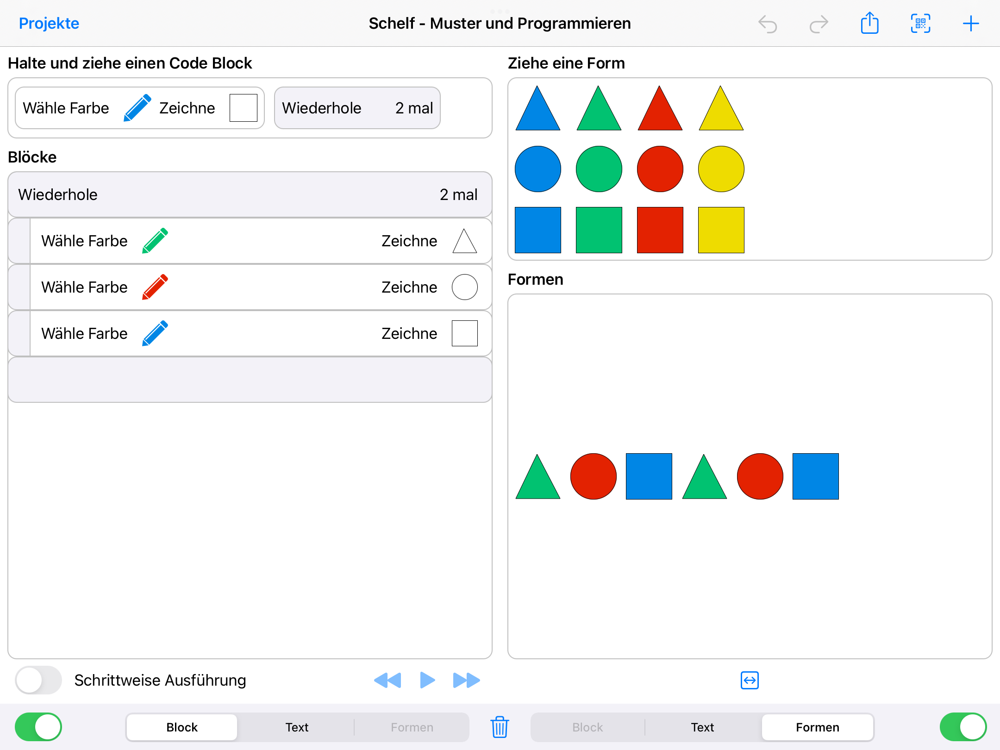 Projekte
Schelf - Muster und Programmieren
Halte und ziehe einen Code Block
Wähle Farbe Zeichne
Wiederhole 2 mal
Blöcke
Wiederhole 2 mal
Wähle Farbe Zeichne
Wähle Farbe Zeichne
Wähle Farbe Zeichne
Schrittweise Ausführung
Ziehe eine Form
Formen
Block Text Formen
Block Text Formen